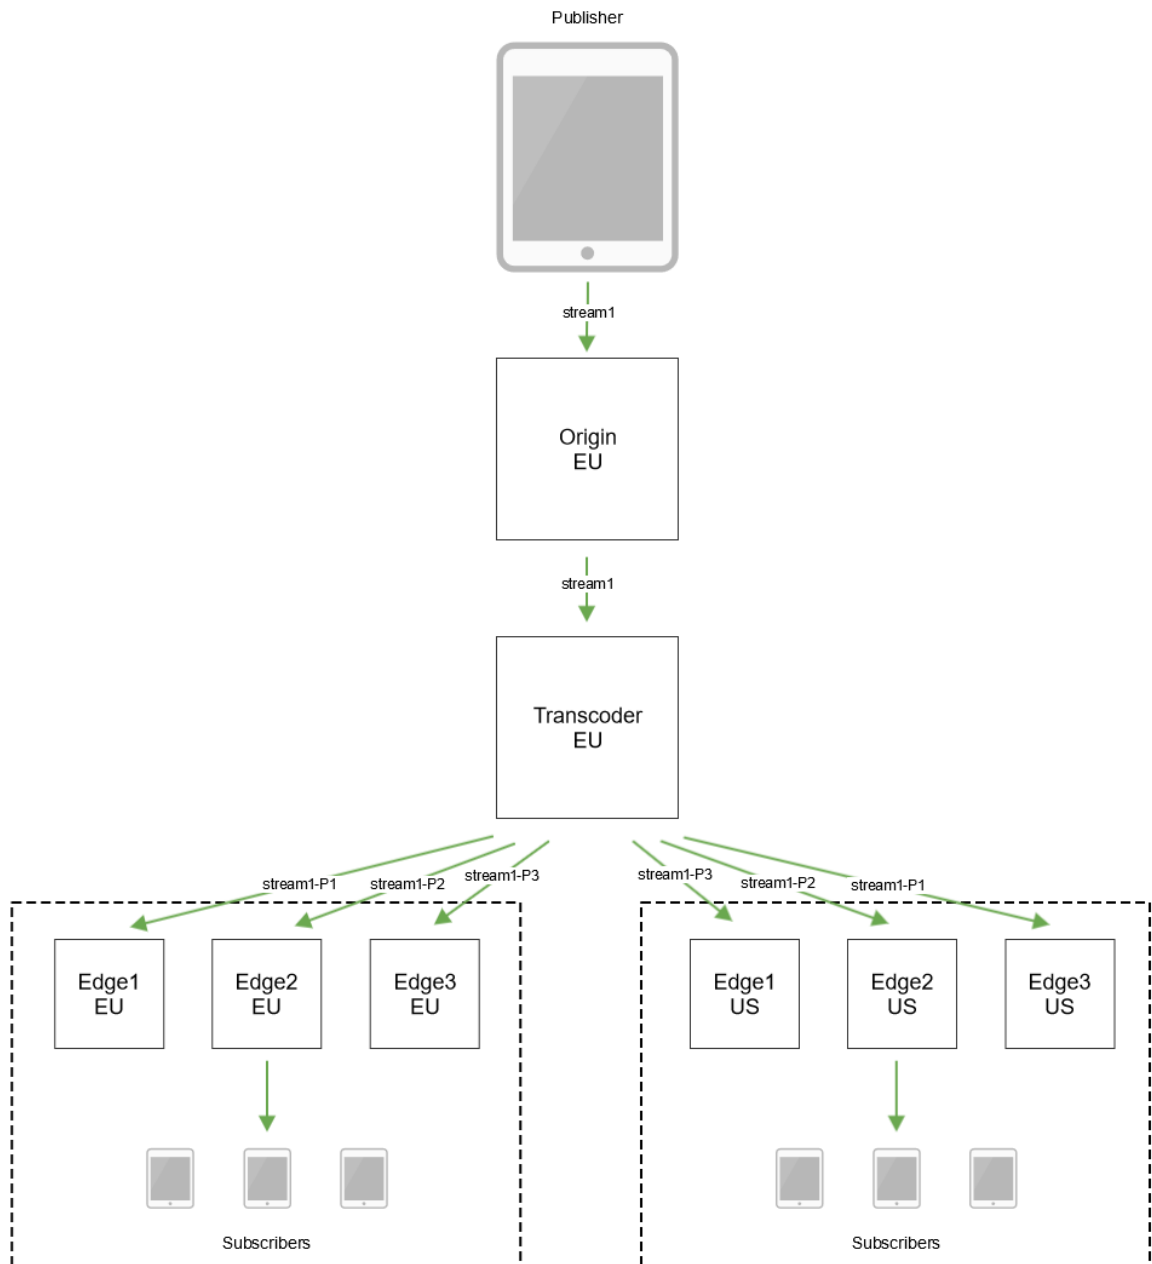 Publisher
stream1
Origin
EU
stream1
Transcoder
EU
stream1-P1
stream1-P2
stream1-P3
stream1-P3
stream1-P2
stream1-P1
Edge1
EU
Edge2
EU
Edge3
EU
Edge1
US
Edge2
US
Edge3
US
Subscribers
Subscribers